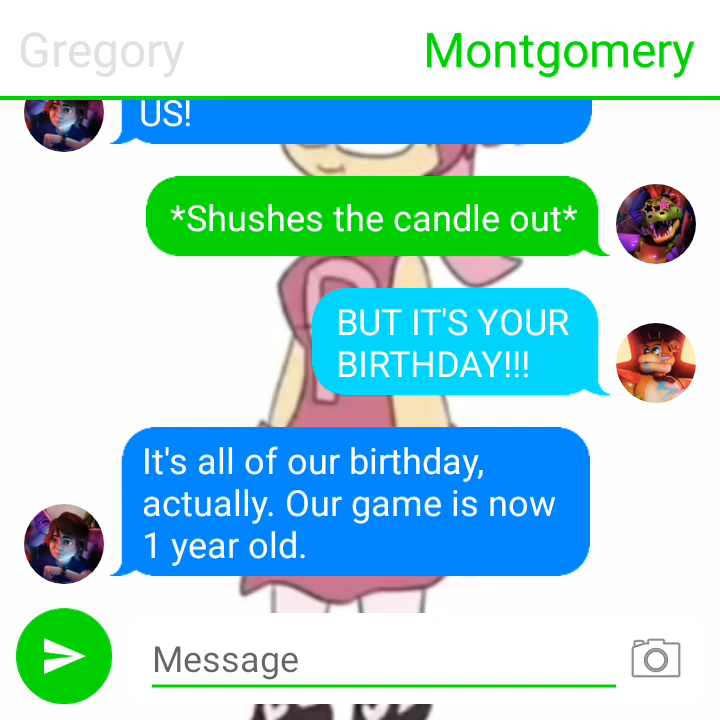 Gregory
Montgomery
US!
*Shushes the candle out*
BUT IT'S YOUR
BIRTHDAY!!!
It's all of our birthday,
actually. Our game is now
1 year old.
Message